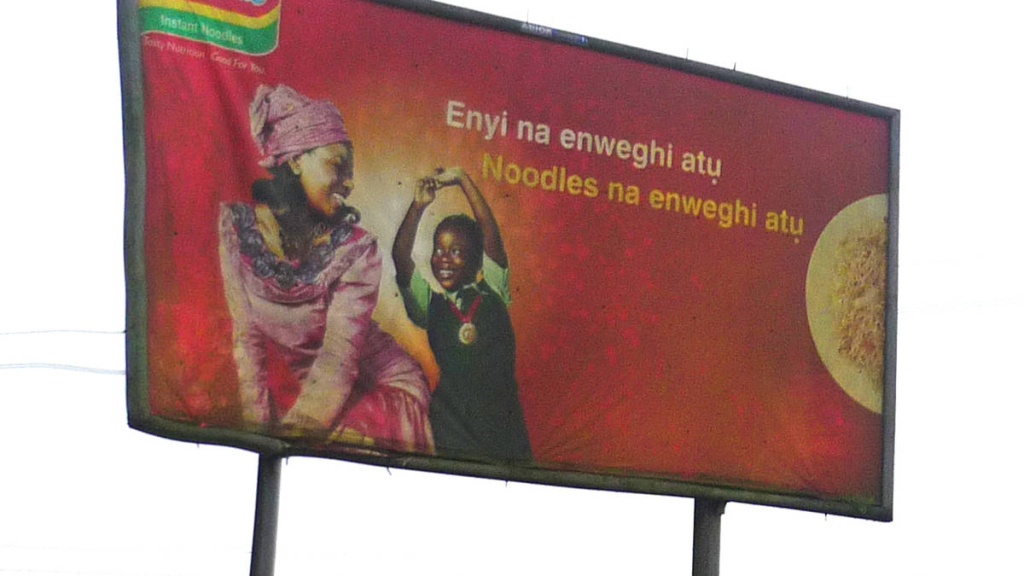 Instant Noodles
Tasty Nutrition Good For You
Enyi na enweghi atụ
Noodles na enweghi atụ